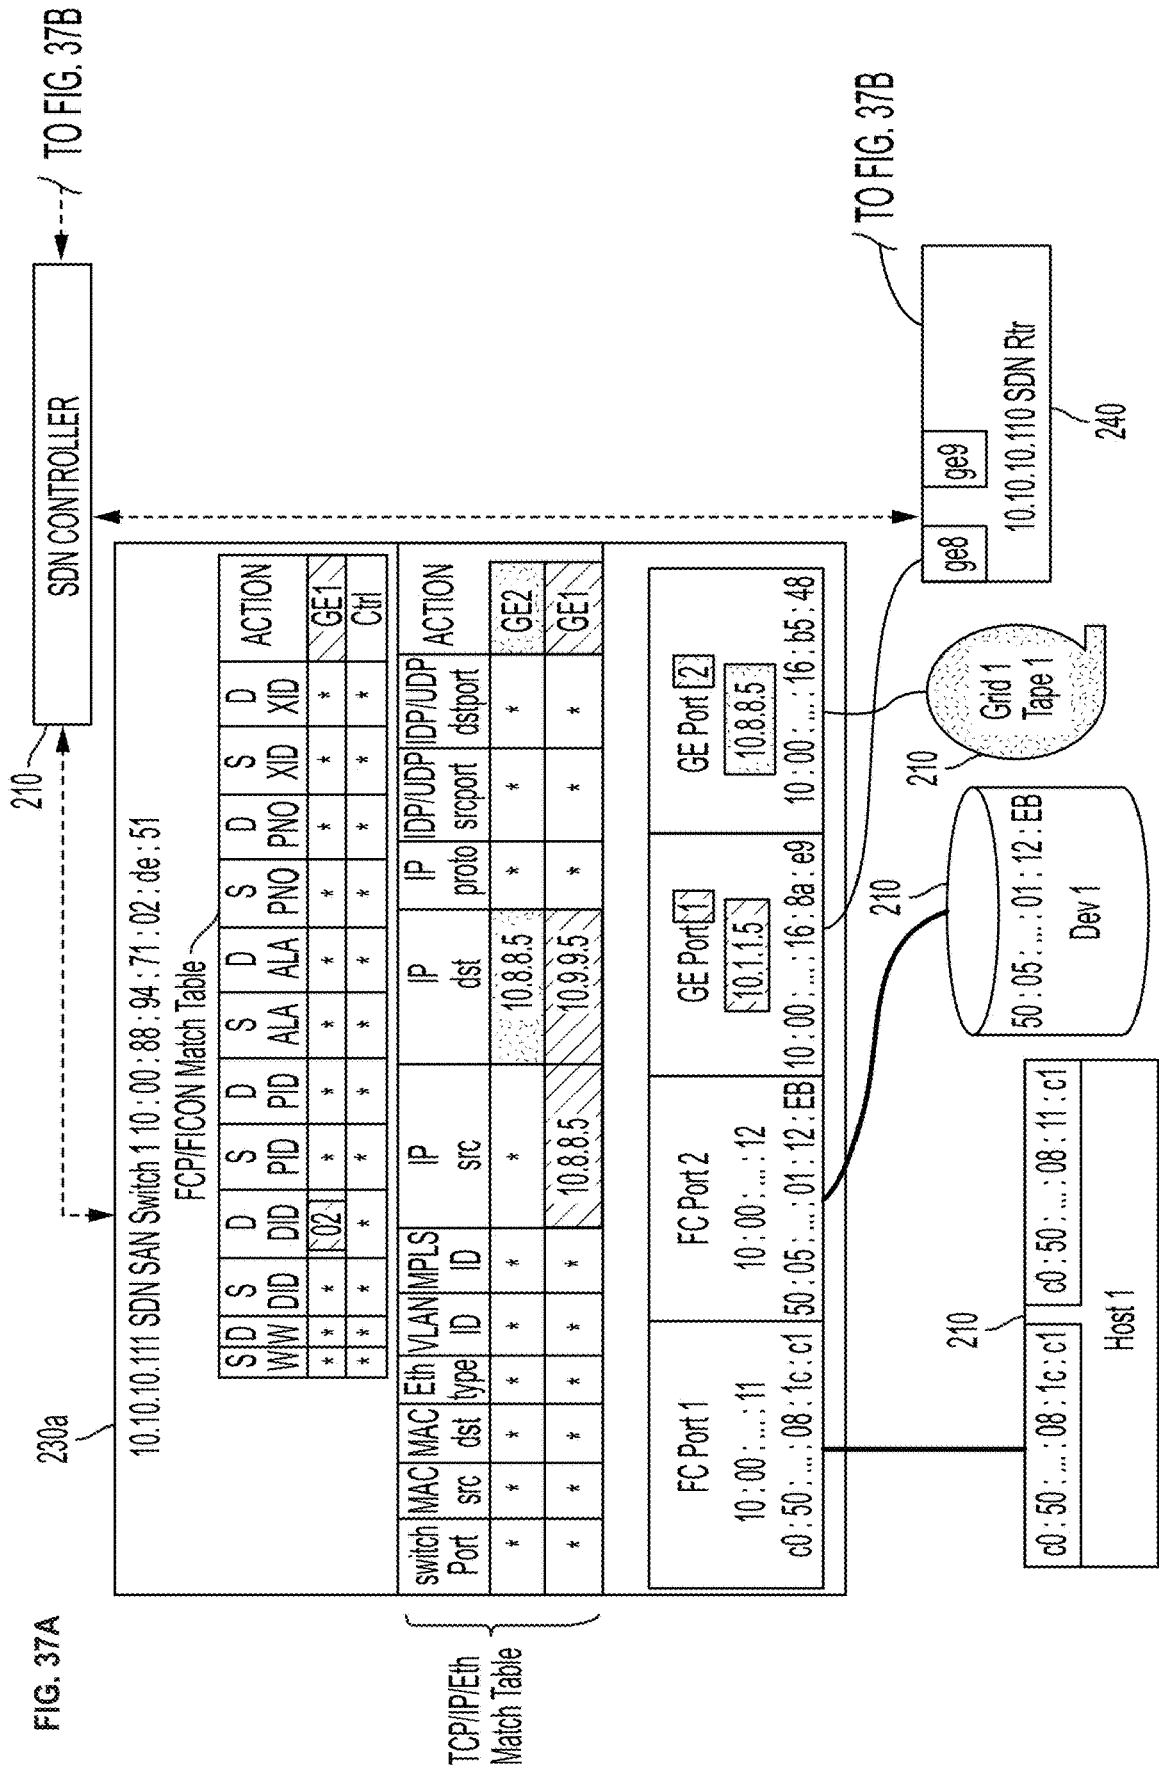 FIG. 37A
SDN CONTROLLER
210
TO FIG. 37B
230a
10.10.10.111 SDN SAN Switch 1 10 : 00 : 88 : 94 : 71 : 02 : de : 51
FCP/FICON Match Table
S WW D WW S DID D DID S PID D PID S ALA D ALA S PNO D PNO S XID D XID ACTION
* * * 02 * * * * * * * * GE1
* * * * * * * * * * * * Ctrl
TCP/IP/Eth
Match Table
switch Port MAC src MAC dst Eth type VLAN ID MPLS ID IP src IP dst IP proto IDP/UDP srcport IDP/UDP dstport ACTION
* * * * * * * 10.8.8.5 * * * GE2
* * * * * * 10.8.8.5 10.9.9.5 * * * GE1
FC Port 1
10 : 00 : ... : 11
c0 : 50 : ... : 08 : 1c : c1
FC Port 2
10 : 00 : ... : 12
50 : 05 : ... : 01 : 12 : EB
GE Port 1
10.1.1.5
10 : 00 : ... : 16 : 8a : e9
GE Port 2
10.8.8.5
10 : 00 : ... : 16 : b5 : 48
210
c0 : 50 : ... : 08 : 1c : c1
c0 : 50 : ... : 08 : 11 : c1
Host 1
210
50 : 05 : ... : 01 : 12 : EB
Dev 1
210
Grid 1
Tape 1
ge8
ge9
10.10.10.110 SDN Rtr
240
TO FIG. 37B